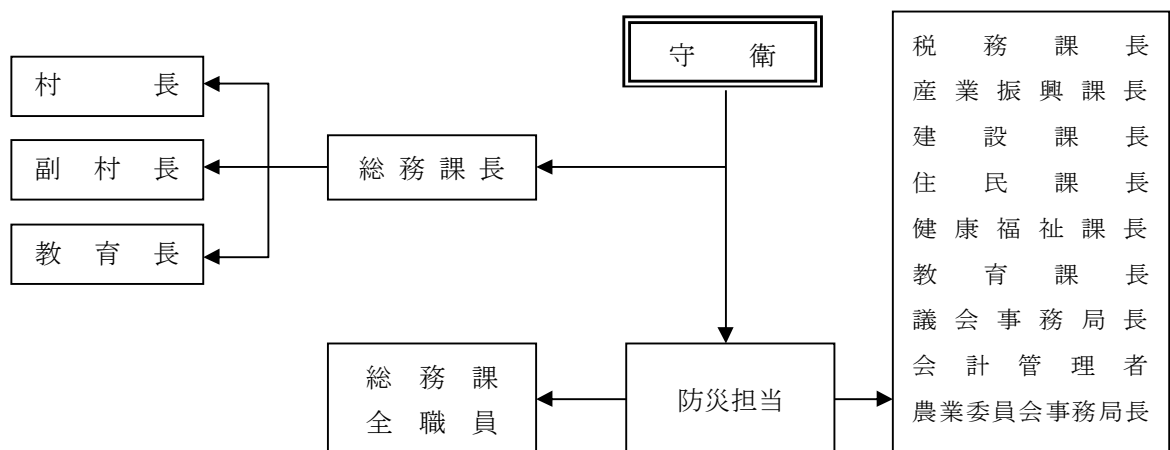 守衛
村長
副村長
教育長
総務課長
総務課
全職員
防災担当
税務課長
産業振興課長
建設課長
住民課長
健康福祉課長
教育課長
議会事務局長
会計管理者
農業委員会事務局長